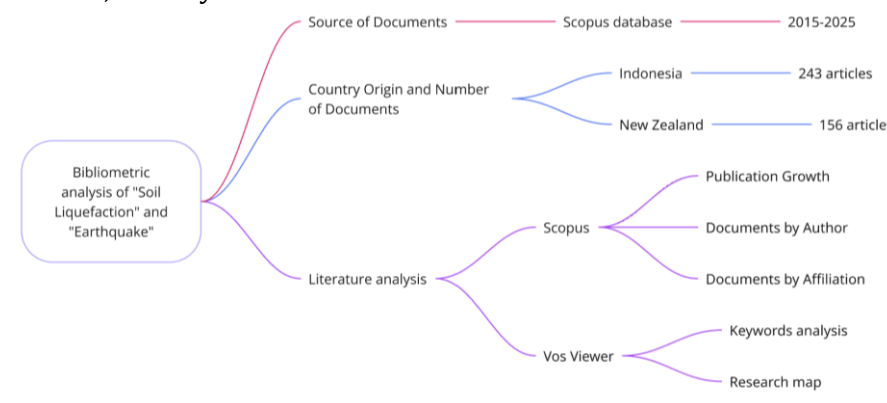 Source of Documents
Scopus database
2015-2025
Country Origin and Number
of Documents
Indonesia
243 articles
New Zealand
156 article
Bibliometric
analysis of "Soil
Liquefaction" and
"Earthquake"
Literature analysis
Scopus
Publication Growth
Documents by Author
Documents by Affiliation
Vos Viewer
Keywords analysis
Research map